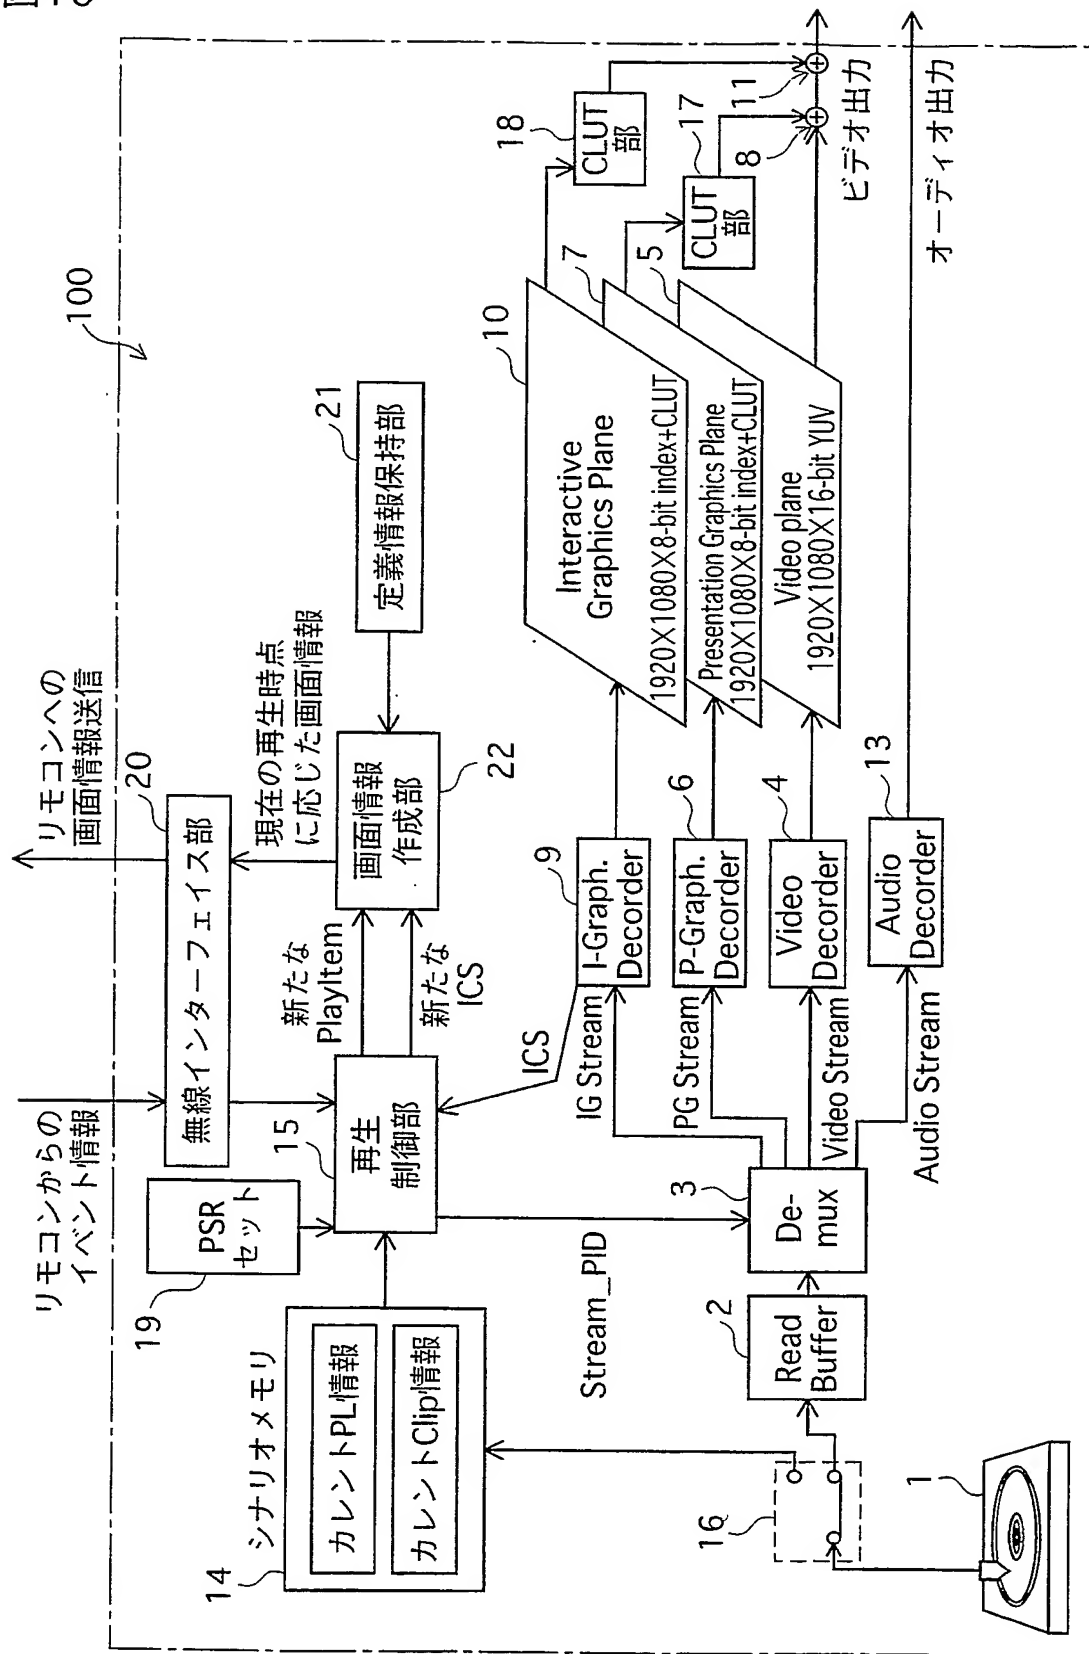 リモコンからの
イベント情報
リモコンへの
画面情報送信
100
19
PSR
セット
無線インターフェイス部
20
シナリオメモリ
14
カレントPL情報
カレントClip情報
15
再生
制御部
新たな
PlayItem
新たな
ICS
現在の再生時点
に応じた画面情報
画面情報
作成部
22
21
定義情報保持部
Stream_PID
ICS
IG Stream
PG Stream
Video Stream
Audio Stream
9
I-Graph.
Decorder
P-Graph.
Decorder
6
Video
Decorder
4
Audio
Decorder
13
10
Interactive
Graphics Plane
1920X1080X8-bit index+CLUT
7
Presentation Graphics Plane
1920X1080X8-bit index+CLUT
5
Video plane
1920X1080X16-bit YUV
18
CLUT
部
17
CLUT
部
8
11
ビデオ出力
オーディオ出力
16
2
Read
Buffer
3
De-
mux
1